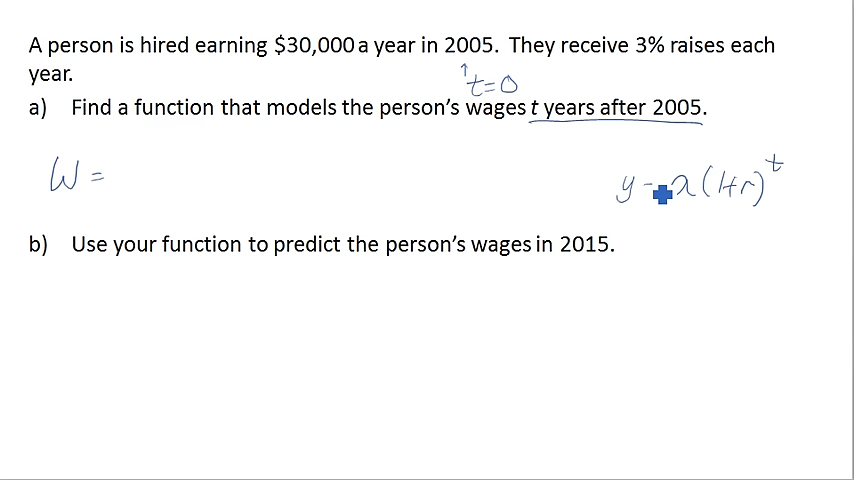 A person is hired earning $30,000 a year in 2005. They receive 3% raises each
year.
↑t=0
a) Find a function that models the person's wages t years after 2005.
W =
y = a(1+r)^t
b) Use your function to predict the person's wages in 2015.